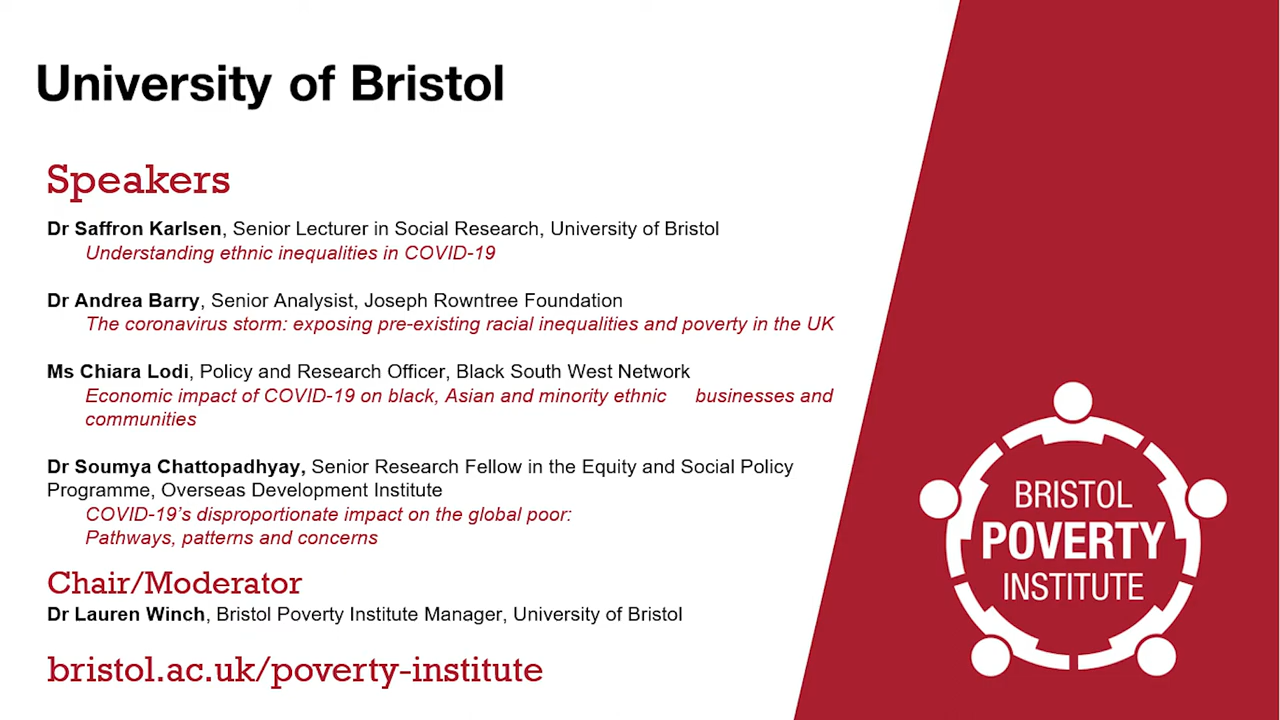 University of Bristol
Speakers
Dr Saffron Karlsen, Senior Lecturer in Social Research, University of Bristol
Understanding ethnic inequalities in COVID-19
Dr Andrea Barry, Senior Analysist, Joseph Rowntree Foundation
The coronavirus storm: exposing pre-existing racial inequalities and poverty in the UK
Ms Chiara Lodi, Policy and Research Officer, Black South West Network
Economic impact of COVID-19 on black, Asian and minority ethnic businesses and
communities
Dr Soumya Chattopadhyay, Senior Research Fellow in the Equity and Social Policy
Programme, Overseas Development Institute
COVID-19's disproportionate impact on the global poor:
Pathways, patterns and concerns
Chair/Moderator
Dr Lauren Winch, Bristol Poverty Institute Manager, University of Bristol
bristol.ac.uk/poverty-institute
BRISTOL
POVERTY
INSTITUTE